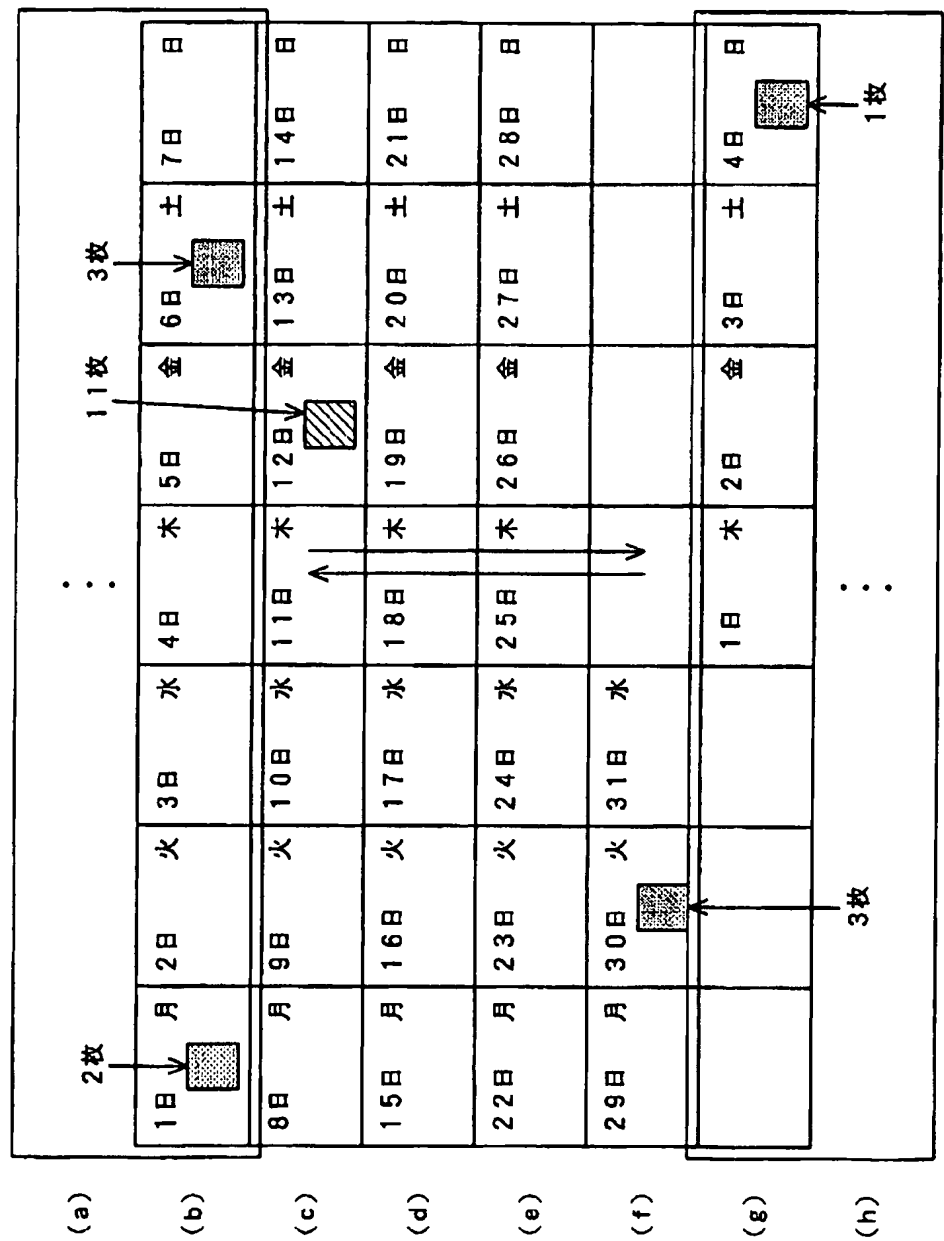 (a) ⋮
2枚 11枚 3枚
(b) 1日 月 2日 火 3日 水 4日 木 5日 金 6日 土 7日 日
(c) 8日 月 9日 火 10日 水 11日 木 12日 金 13日 土 14日 日
(d) 15日 月 16日 火 17日 水 18日 木 19日 金 20日 土 21日 日
(e) 22日 月 23日 火 24日 水 25日 木 26日 金 27日 土 28日 日
(f) 29日 月 30日 火 31日 水
(g) 1日 木 2日 金 3日 土 4日 日
3枚 1枚
(h) ⋮